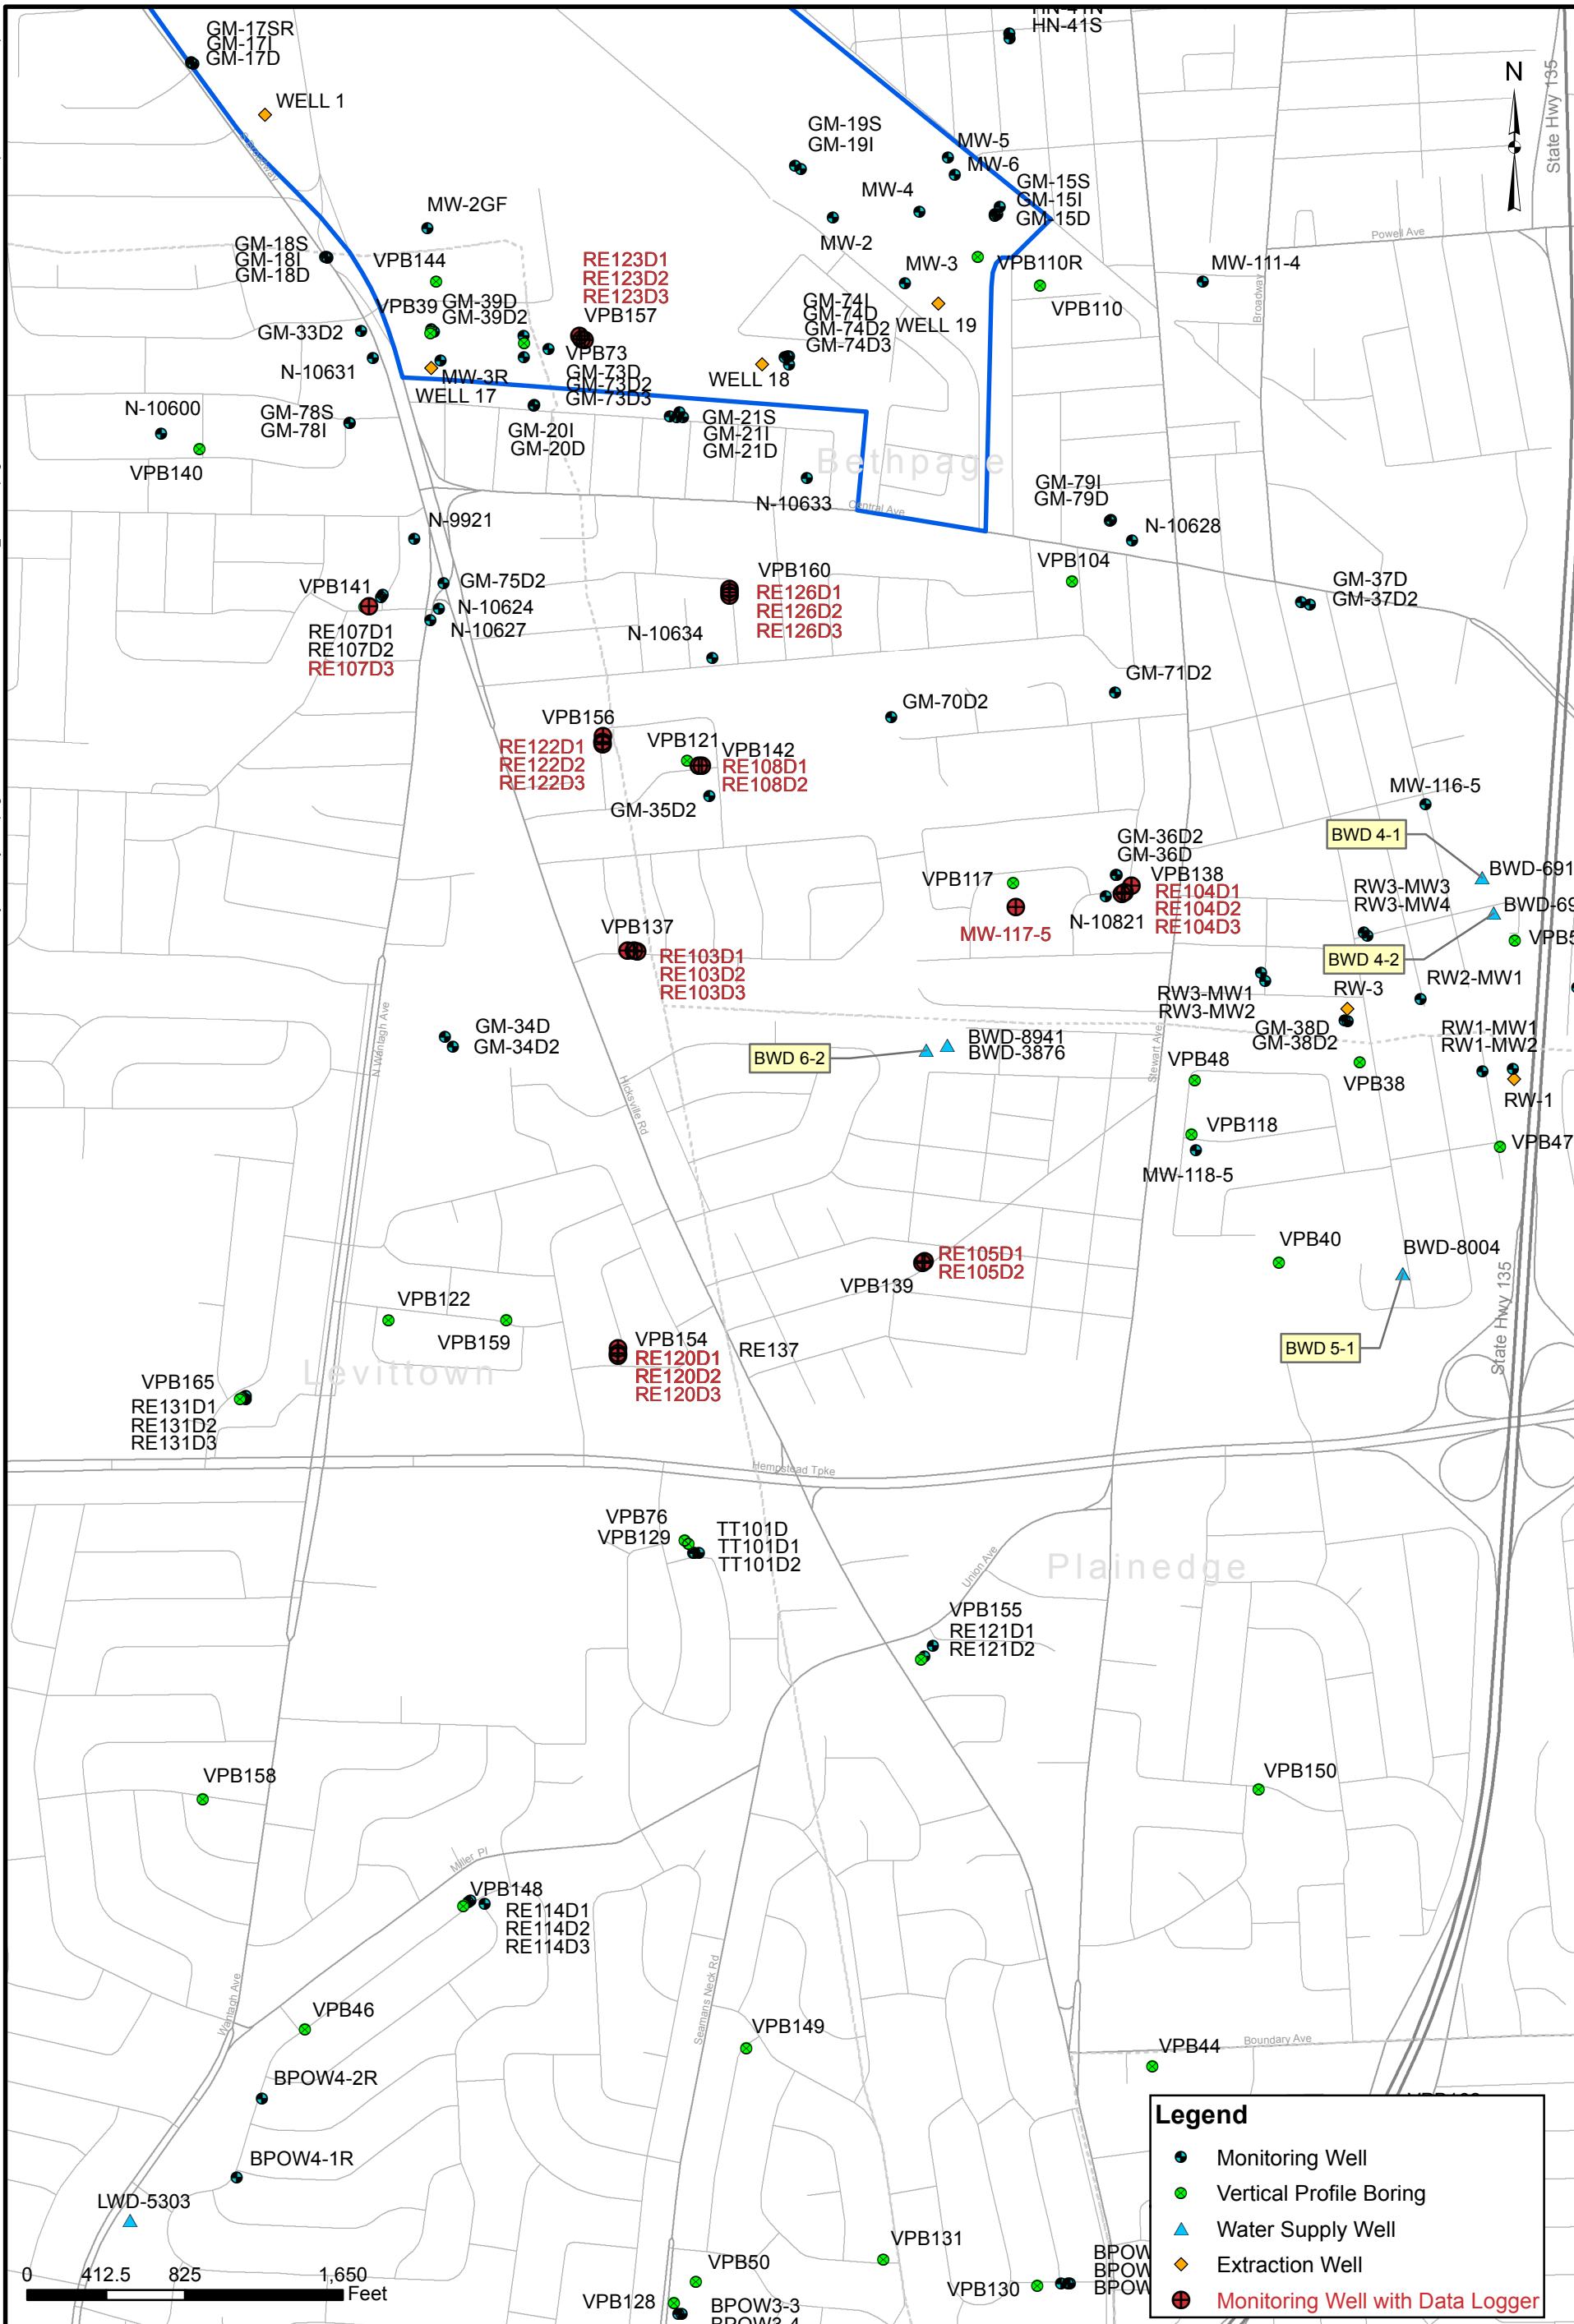 HN-41S
GM-17SR
GM-17I
GM-17D
WELL 1
N
State Hwy 135
GM-19S
GM-19I
MW-5
MW-6
GM-15S
GM-15I
GM-15D
MW-4
MW-2
MW-2GF
Powell Ave
GM-18S
GM-18I
GM-18D
VPB144
RE123D1
RE123D2
RE123D3
VPB157
MW-3
VPB110R
VPB110
MW-111-4
Broadway
VPB39
GM-39D
GM-39D2
GM-74I
GM-74D
GM-74D2
GM-74D3
WELL 19
GM-33D2
N-10631
MW-3R
WELL 17
VPB73
GM-73D
GM-73D2
GM-73D3
WELL 18
N-10600
VPB140
GM-78S
GM-78I
GM-20I
GM-20D
GM-21S
GM-21I
GM-21D
Bethpage
N-10633
Central Ave
GM-79I
GM-79D
N-10628
N-9921
VPB104
VPB141
GM-75D2
N-10624
N-10627
RE107D1
RE107D2
RE107D3
VPB160
RE126D1
RE126D2
RE126D3
N-10634
GM-37D
GM-37D2
GM-71D2
GM-70D2
VPB156
RE122D1
RE122D2
RE122D3
VPB121
VPB142
RE108D1
RE108D2
GM-35D2
MW-116-5
BWD 4-1
GM-36D2
GM-36D
VPB138
RE104D1
RE104D2
RE104D3
VPB117
MW-117-5
N-10821
RW3-MW3
RW3-MW4
BWD-691
BWD-69
VPB5
BWD 4-2
VPB137
RE103D1
RE103D2
RE103D3
RW3-MW1
RW3-MW2
RW-3
RW2-MW1
GM-38D
GM-38D2
RW1-MW1
RW1-MW2
GM-34D
GM-34D2
N Wantagh Ave
Hicksville Rd
BWD 6-2
BWD-8941
BWD-3876
Stewart Ave
VPB48
VPB38
RW-1
VPB118
VPB47
MW-118-5
VPB40
BWD-8004
RE105D1
RE105D2
VPB139
VPB122
VPB159
VPB154
RE120D1
RE120D2
RE120D3
RE137
BWD 5-1
State Hwy 135
Levittown
VPB165
RE131D1
RE131D2
RE131D3
Hempstead Tpke
VPB76
VPB129
TT101D
TT101D1
TT101D2
Union Ave
Plainedge
VPB155
RE121D1
RE121D2
VPB158
VPB150
Miller Pl
VPB148
RE114D1
RE114D2
RE114D3
Wantagh Ave
Seamans Neck Rd
VPB46
VPB149
VPB44
Boundary Ave
BPOW4-2R
BPOW4-1R
LWD-5303
VPB131
VPB50
VPB128
BPOW3-3
BPOW3-4
VPB130
BPOW
BPOW
BPOW
0 412.5 825 1,650
Feet
Legend
Monitoring Well
Vertical Profile Boring
Water Supply Well
Extraction Well
Monitoring Well with Data Logger